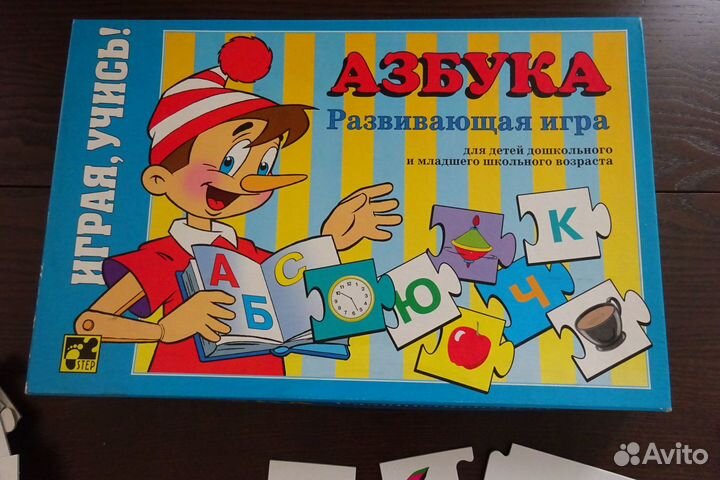 ИГРАЯ, УЧИСЬ!
АЗБУКА
Развивающая игра
для детей дошкольного
и младшего школьного возраста
А
Б
С
К
Ю
Ч
STEP
Avito